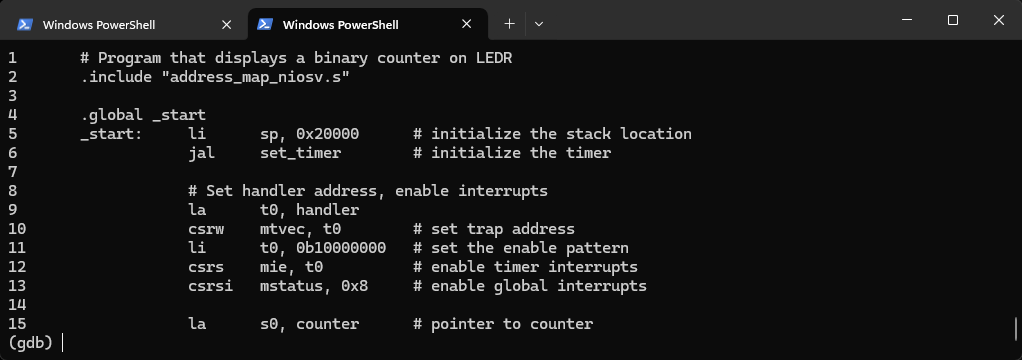 Windows PowerShell
Windows PowerShell
1 # Program that displays a binary counter on LEDR
2 .include "address_map_niosv.s"
3
4 .global _start
5 _start: li sp, 0x20000 # initialize the stack location
6 jal set_timer # initialize the timer
7
8 # Set handler address, enable interrupts
9 la t0, handler
10 csrw mtvec, t0 # set trap address
11 li t0, 0b10000000 # set the enable pattern
12 csrs mie, t0 # enable timer interrupts
13 csrsi mstatus, 0x8 # enable global interrupts
14
15 la s0, counter # pointer to counter
(gdb)